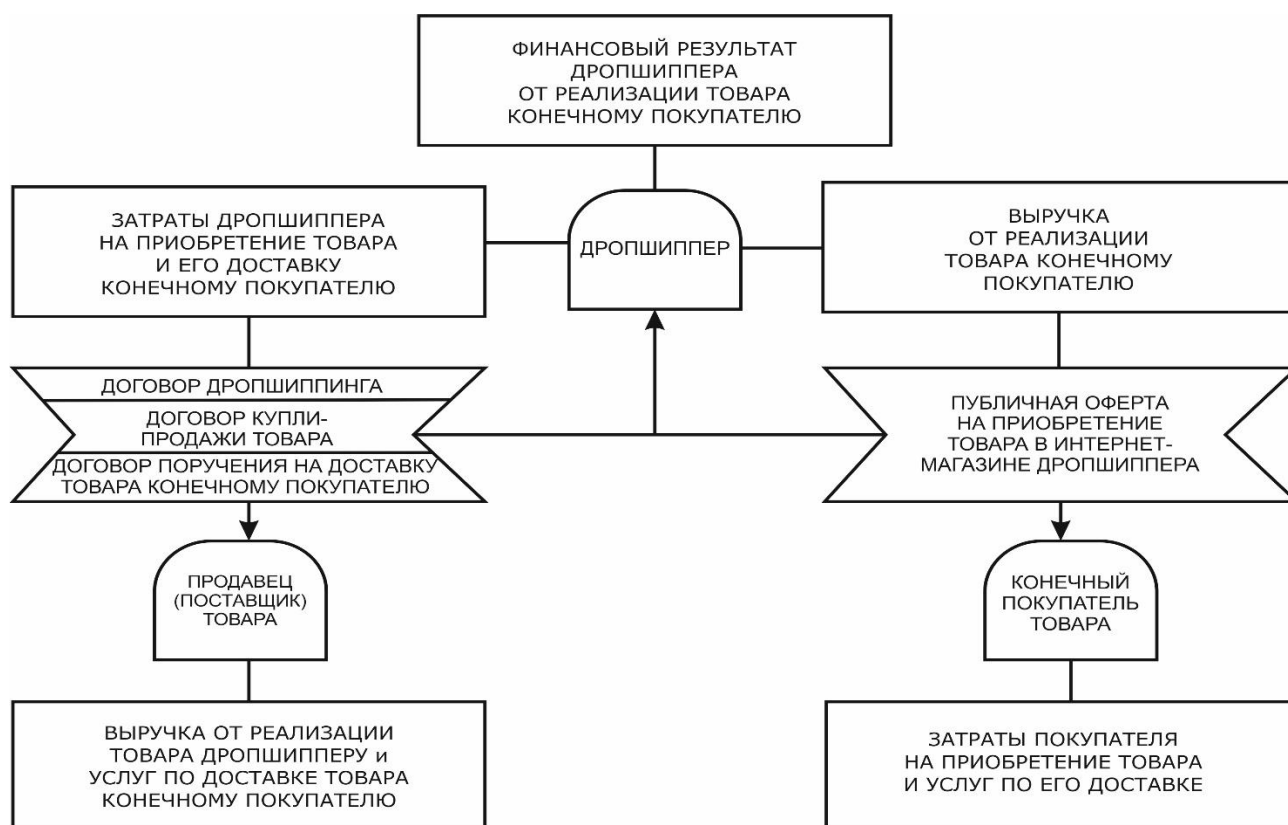 ФИНАНСОВЫЙ РЕЗУЛЬТАТ
ДРОПШИППЕРА
ОТ РЕАЛИЗАЦИИ ТОВАРА
КОНЕЧНОМУ ПОКУПАТЕЛЮ
ЗАТРАТЫ ДРОПШИППЕРА
НА ПРИОБРЕТЕНИЕ ТОВАРА
И ЕГО ДОСТАВКУ
КОНЕЧНОМУ ПОКУПАТЕЛЮ
ДРОПШИППЕР
ВЫРУЧКА
ОТ РЕАЛИЗАЦИИ
ТОВАРА КОНЕЧНОМУ
ПОКУПАТЕЛЮ
ДОГОВОР ДРОПШИППИНГА
ДОГОВОР КУПЛИ-
ПРОДАЖИ ТОВАРА
ДОГОВОР ПОРУЧЕНИЯ НА ДОСТАВКУ
ТОВАРА КОНЕЧНОМУ ПОКУПАТЕЛЮ
ПУБЛИЧНАЯ ОФЕРТА
НА ПРИОБРЕТЕНИЕ
ТОВАРА В ИНТЕРНЕТ-
МАГАЗИНЕ ДРОПШИППЕРА
ПРОДАВЕЦ
(ПОСТАВЩИК)
ТОВАРА
КОНЕЧНЫЙ
ПОКУПАТЕЛЬ
ТОВАРА
ВЫРУЧКА ОТ РЕАЛИЗАЦИИ
ТОВАРА ДРОПШИППЕРУ и
УСЛУГ ПО ДОСТАВКЕ ТОВАРА
КОНЕЧНОМУ ПОКУПАТЕЛЮ
ЗАТРАТЫ ПОКУПАТЕЛЯ
НА ПРИОБРЕТЕНИЕ ТОВАРА
И УСЛУГ ПО ЕГО ДОСТАВКЕ